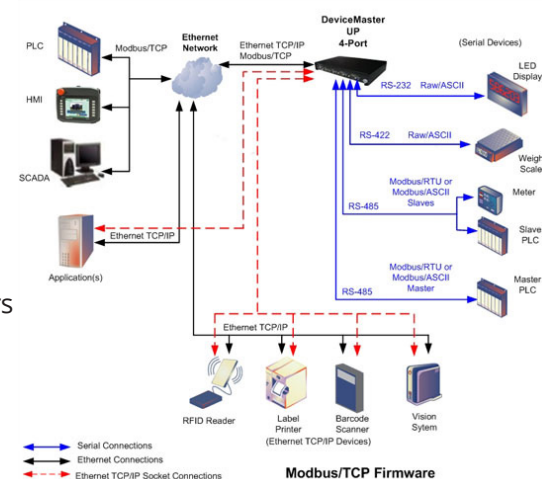 DeviceMaster
UP
4-Port
Ethernet
Network
Ethernet TCP/IP
Modbus/TCP
(Serial Devices)
PLC
Modbus/TCP
LED
Display
RS-232 Raw/ASCII
HMI
RS-422 Raw/ASCII
Weigh
Scale
SCADA
Modbus/RTU or
Modbus/ASCII
Slaves
Meter
RS-485
Slave
PLC
Ethernet TCP/IP
Application(s)
Modbus/RTU or
Modbus/ASCII
Master
RS-485
Master
PLC
rs
Ethernet TCP/IP
RFID Reader
Label
Printer
Barcode
Scanner
Vision
Sytem
(Ethernet TCP/IP Devices)
Serial Connections
Ethernet Connections
Ethernet TCP/IP Socket Connections
Modbus/TCP Firmware